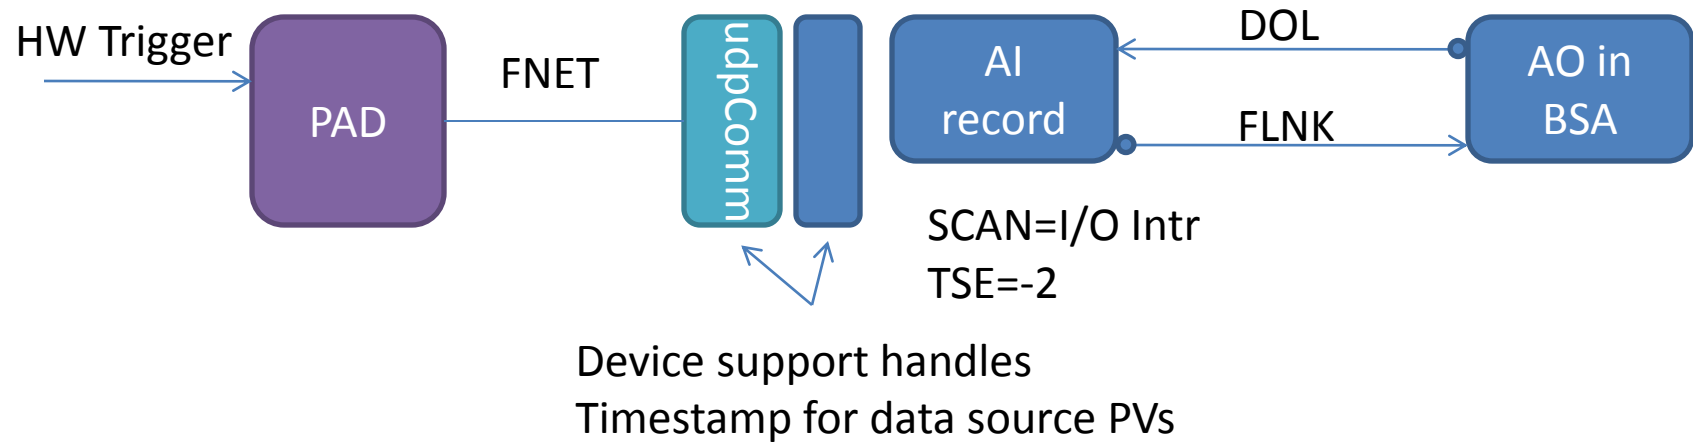 HW Trigger
PAD
FNET
udpComm
AI
record
DOL
FLNK
AO in
BSA
SCAN=I/O Intr
TSE=-2
Device support handles
Timestamp for data source PVs